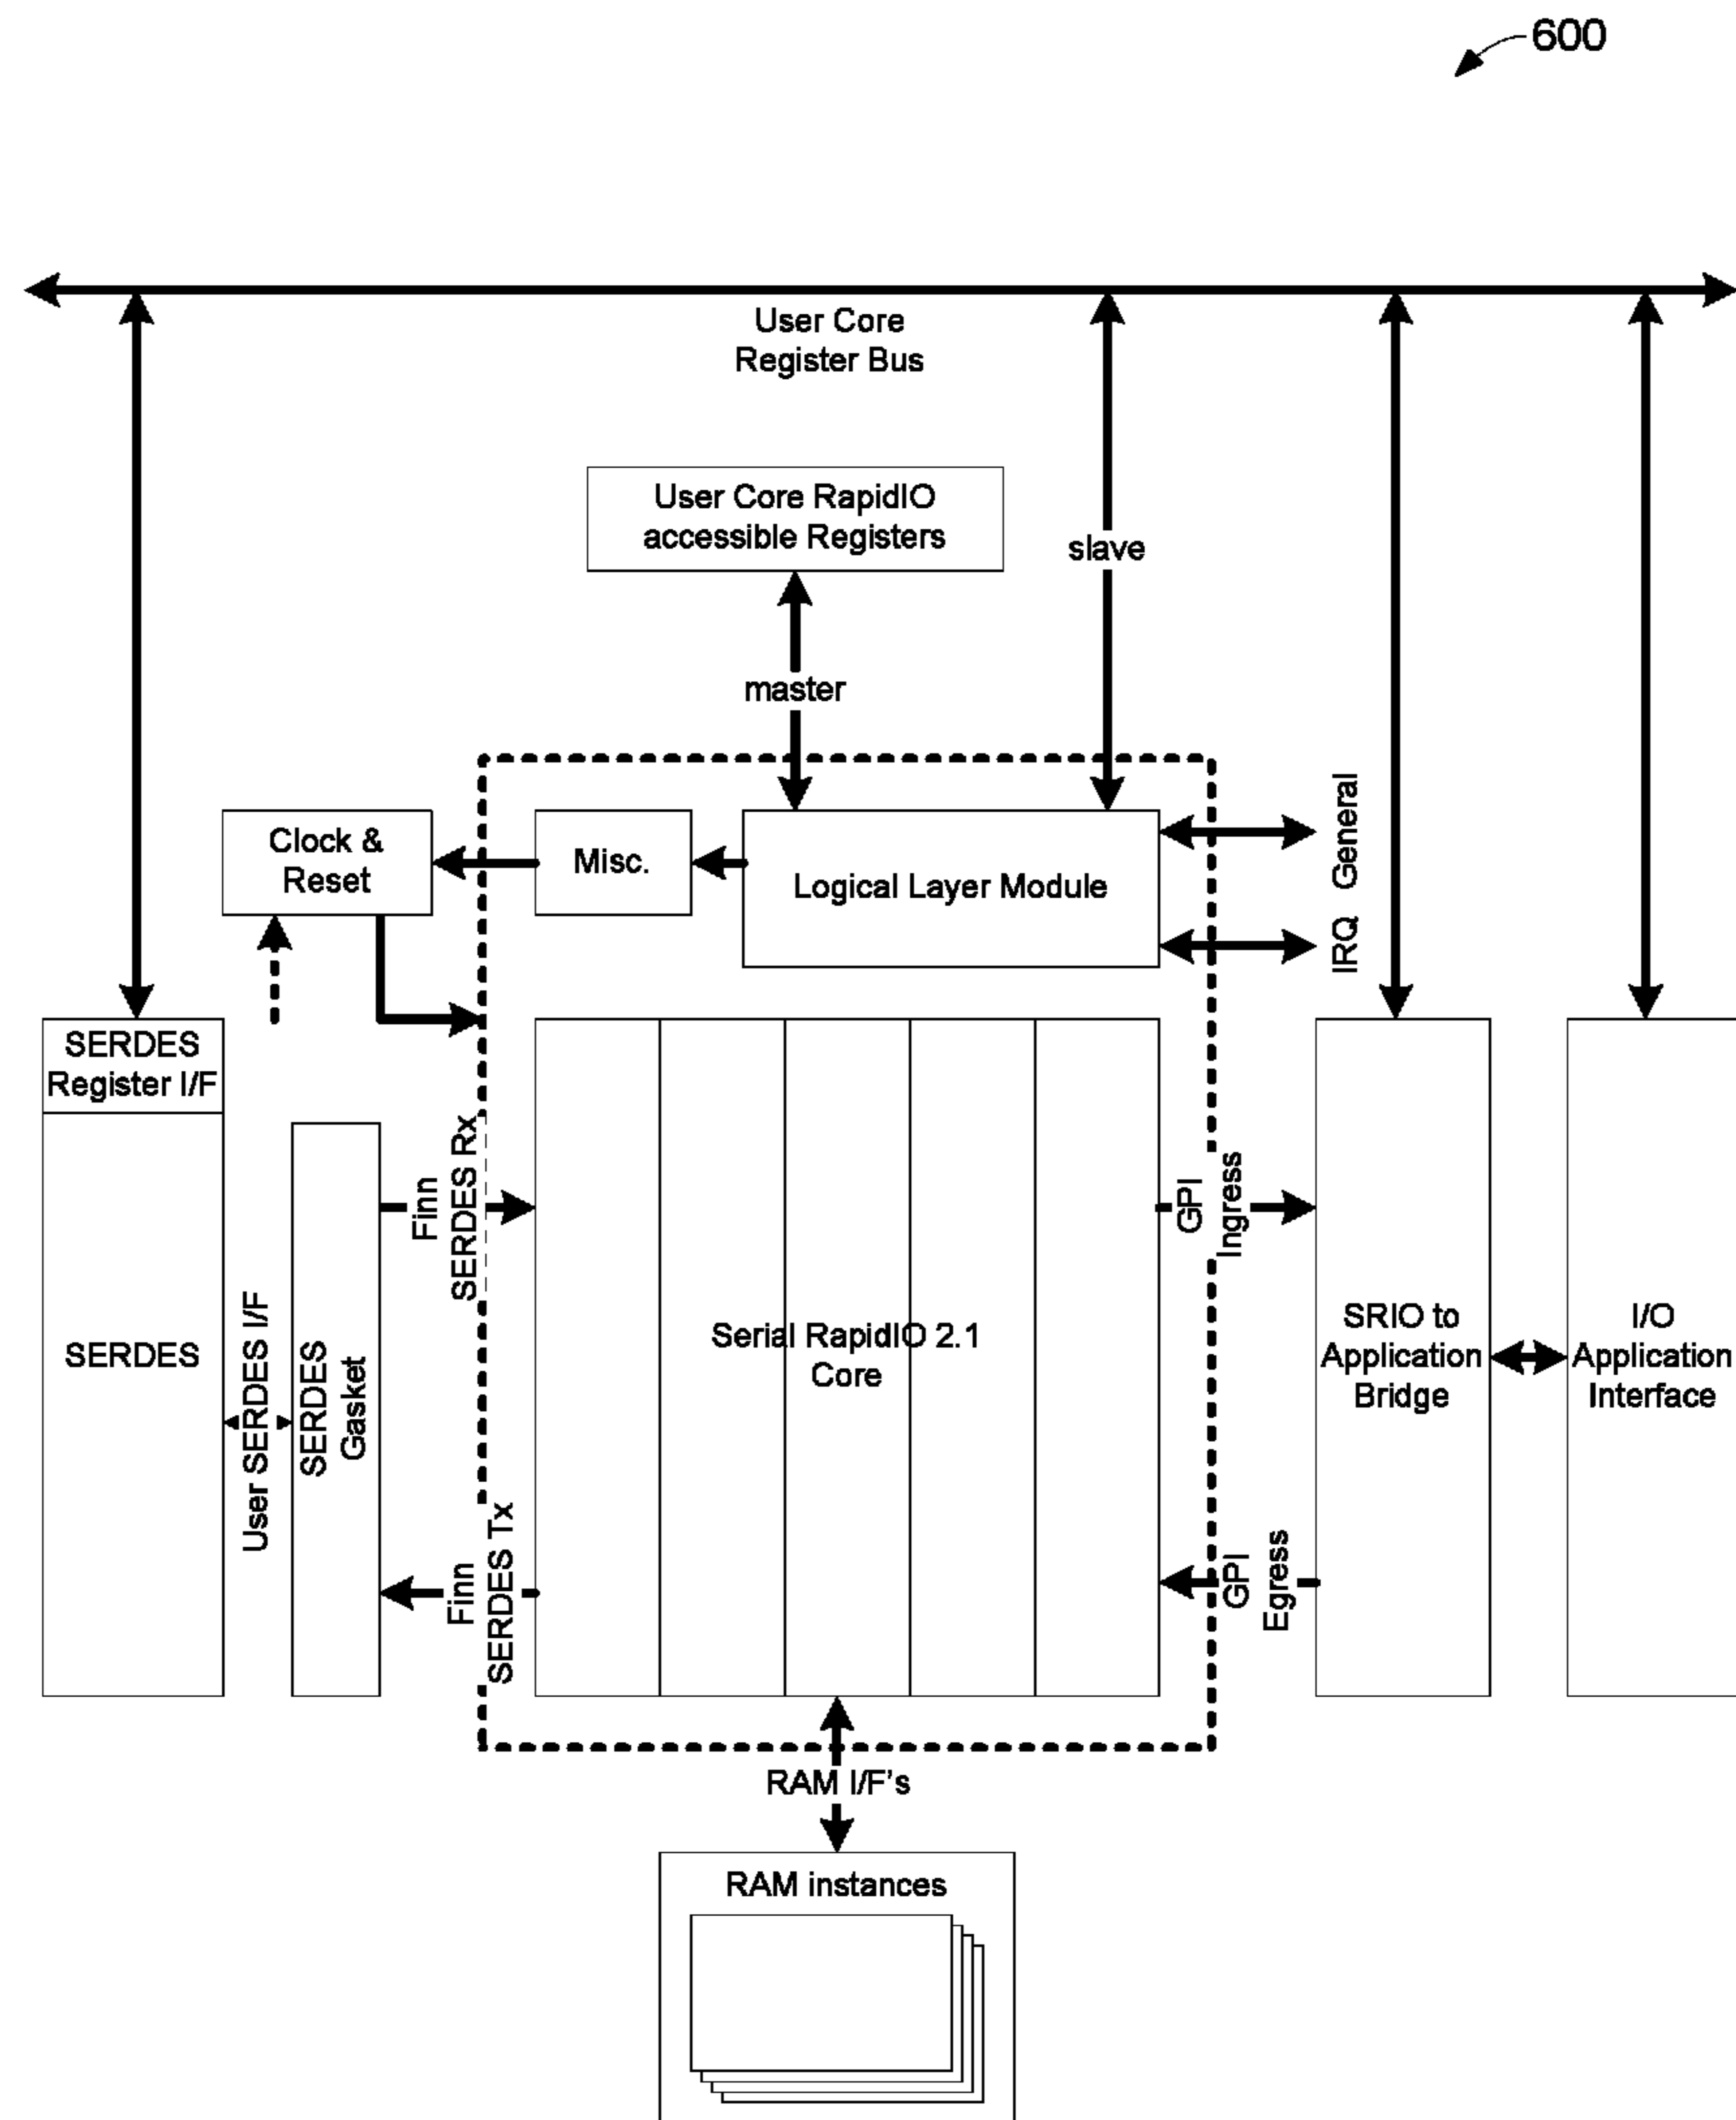 600
User Core
Register Bus
User Core RapidIO
accessible Registers
slave
master
General
IRQ
Clock &
Reset
Misc.
Logical Layer Module
SERDES
Register I/F
SERDES
User SERDES I/F
SERDES
Gasket
Finn
SERDES Rx
Finn
SERDES Tx
Serial RapidIO 2.1
Core
GPI
Ingress
GPI
Egress
SRIO to
Application
Bridge
I/O
Application
Interface
RAM I/F's
RAM instances